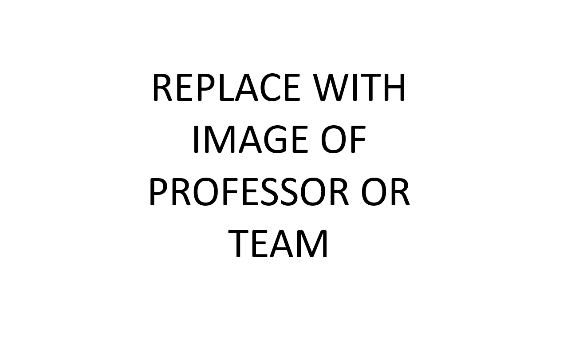 REPLACE WITH
IMAGE OF
PROFESSOR OR
TEAM